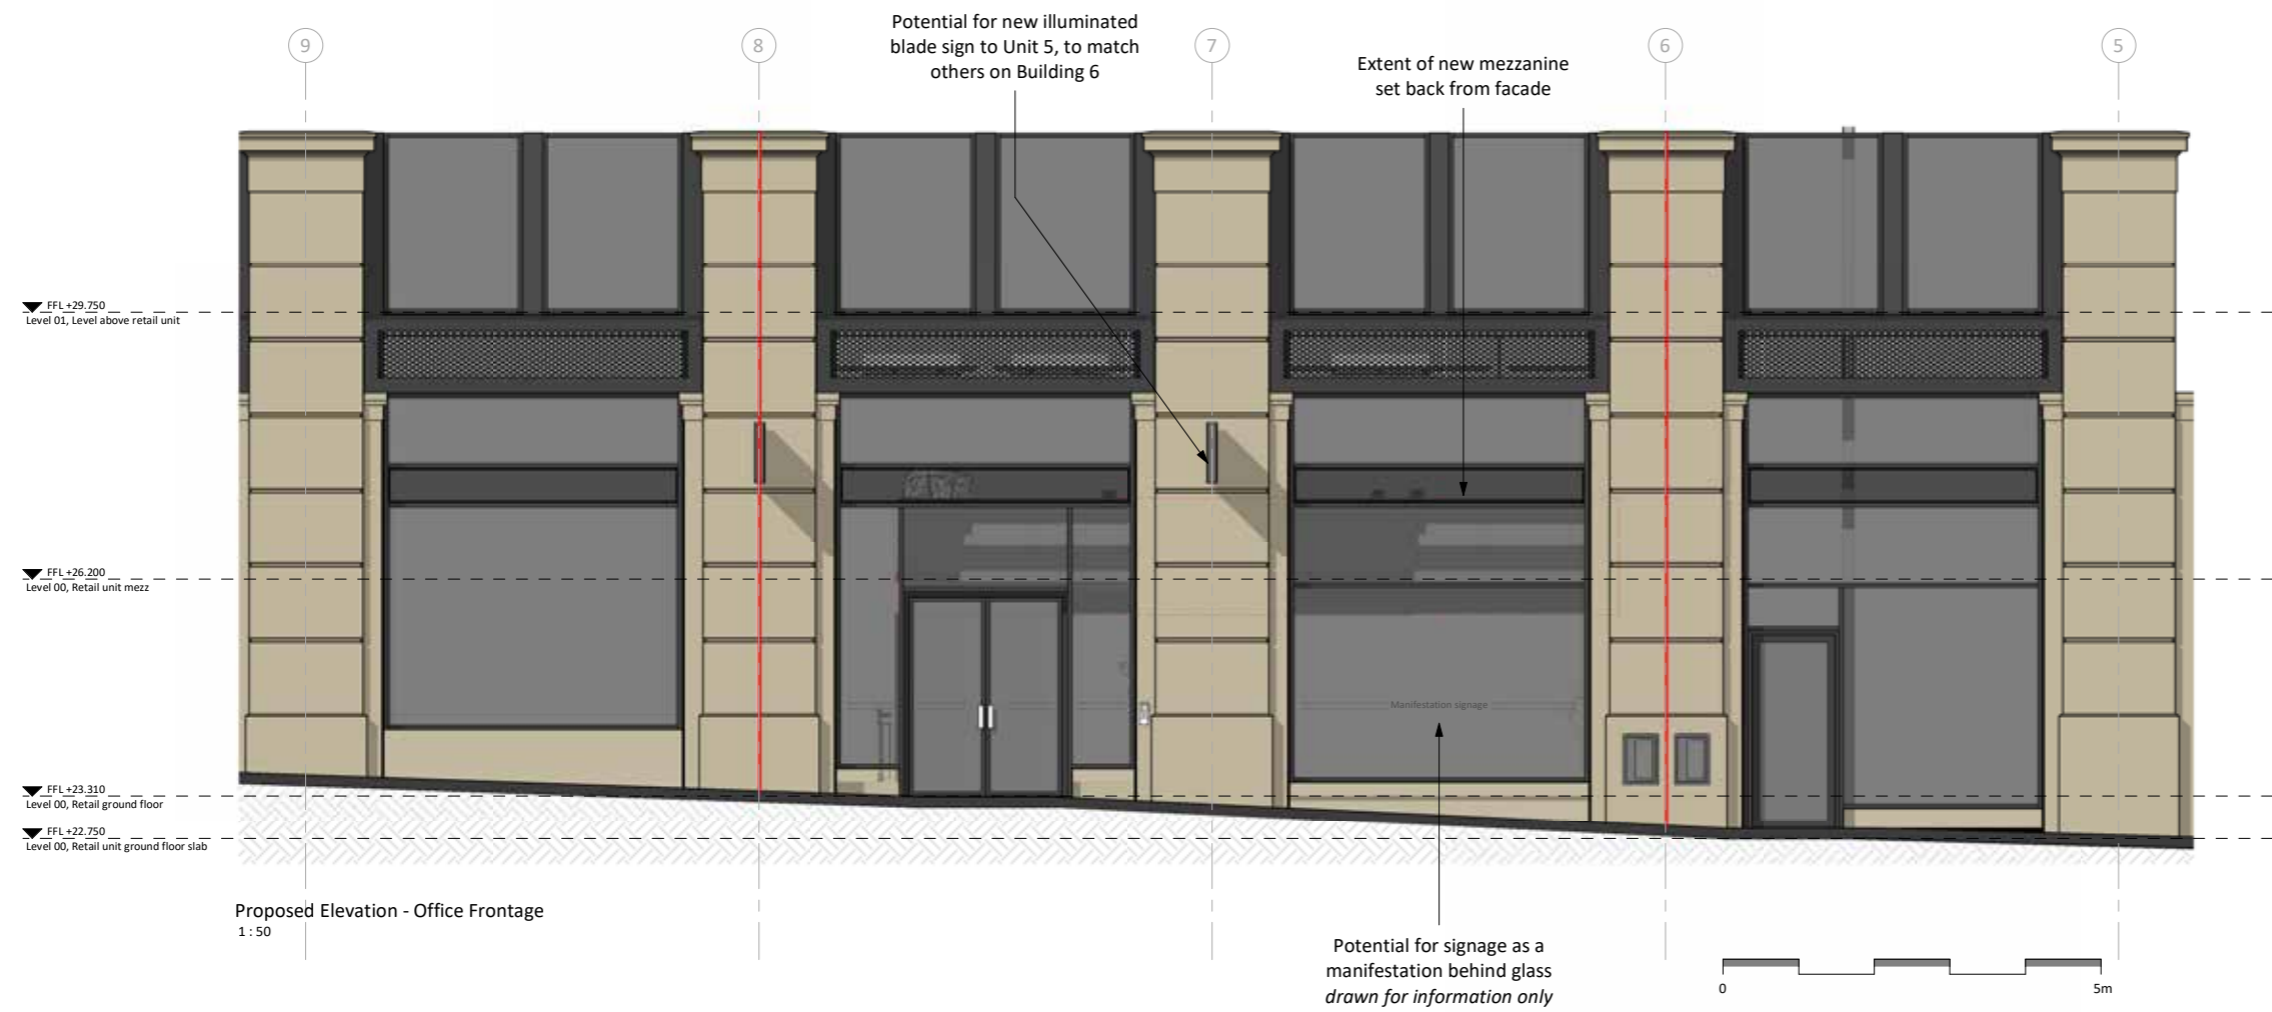 9
8
7
6
5
Potential for new illuminated
blade sign to Unit 5, to match
others on Building 6
Extent of new mezzanine
set back from facade
FFL +29.750
Level 01, Level above retail unit
FFL +26.200
Level 00, Retail unit mezz
Manifestation signage
FFL +23.310
Level 00, Retail ground floor
FFL +22.750
Level 00, Retail unit ground floor slab
Proposed Elevation - Office Frontage
1 : 50
Potential for signage as a
manifestation behind glass
drawn for information only
0
5m